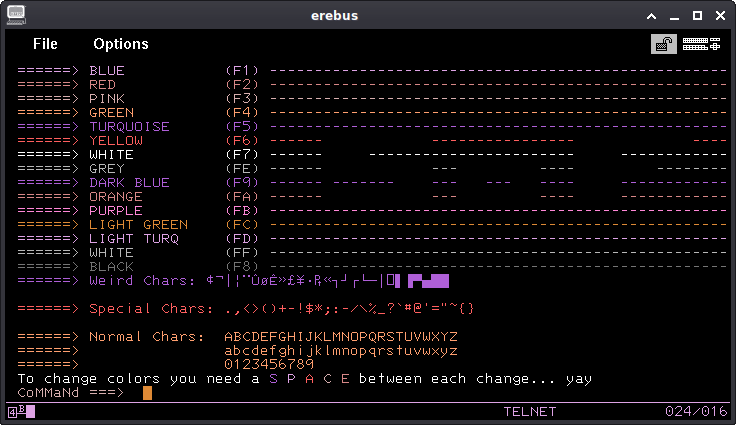 erebus
File Options
======> BLUE (F1) ---------------------------------------------------
======> RED (F2) ---------------------------------------------------
======> PINK (F3) ---------------------------------------------------
======> GREEN (F4) ---------------------------------------------------
======> TURQUOISE (F5) ---------------------------------------------------
======> YELLOW (F6) ------ ---------------- ----
======> WHITE (F7) ------ ------------------------- ------------
======> GREY (FE) ------ --- --- ---
======> DARK BLUE (F9) ------ ------- --- --- ---- ------------
======> ORANGE (FA) ------ --- --- ---
======> PURPLE (FB) ---------------------------------------------------
======> LIGHT GREEN (FC) ---------------------------------------------------
======> LIGHT TURQ (FD) ---------------------------------------------------
======> WHITE (FF) ---------------------------------------------------
======> BLACK (F8) ---------------------------------------------------
======> Weird Chars:
======> Special Chars: .,<>()+-!$*;:-/\%_?`#@'="~{}
======> Normal Chars: ABCDEFGHIJKLMNOPQRSTUVWXYZ
======> abcdefghijklmnopqrstuvwxyz
======> 0123456789
To change colors you need a S P A C E between each change... yay
CoMMaNd ===>
4B TELNET 024/016